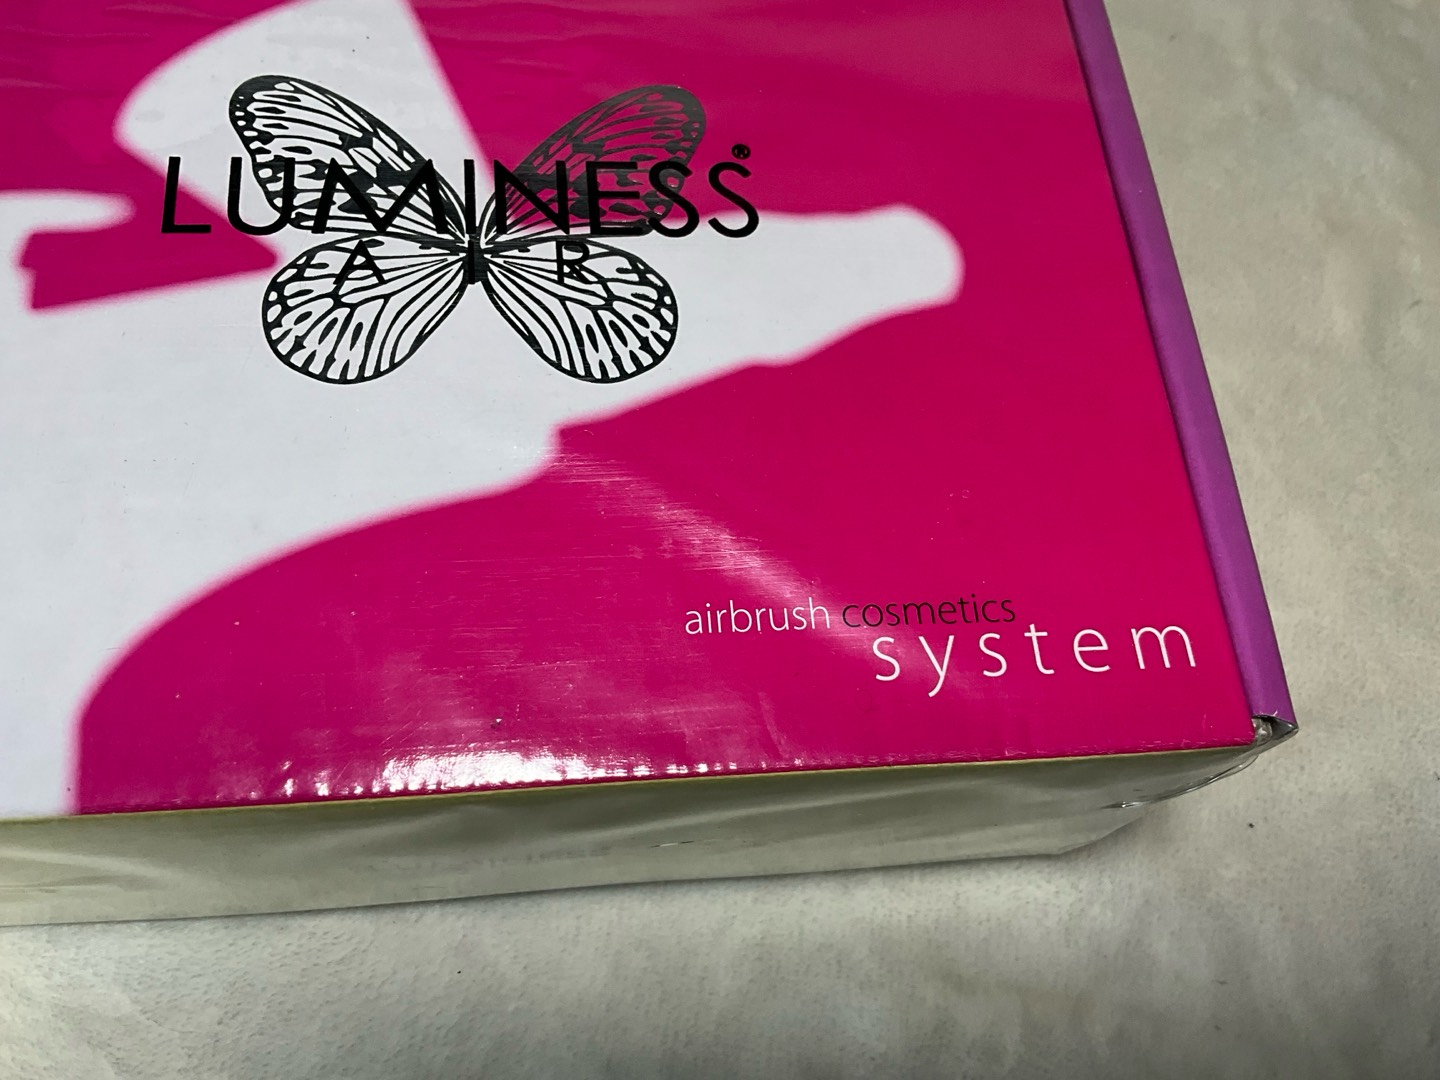 LUMINESS®
AIR
airbrush cosmetics
system